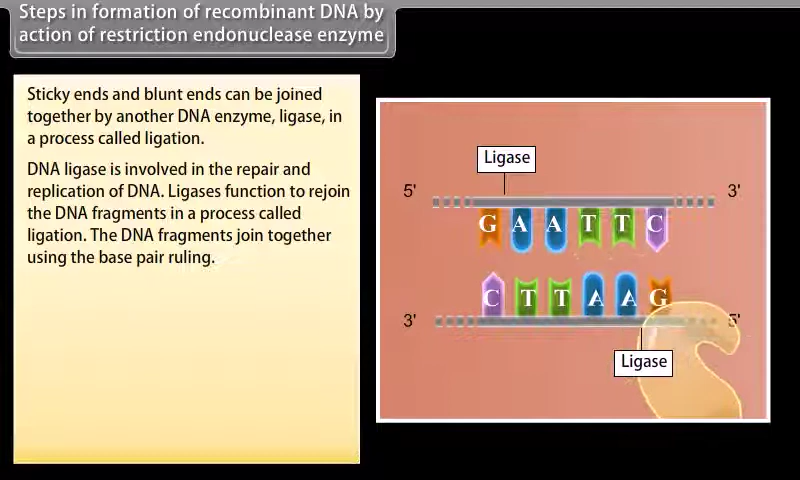 Steps in formation of recombinant DNA by
action of restriction endonuclease enzyme
Sticky ends and blunt ends can be joined
together by another DNA enzyme, ligase, in
a process called ligation.
DNA ligase is involved in the repair and
replication of DNA. Ligases function to rejoin
the DNA fragments in a process called
ligation. The DNA fragments join together
using the base pair ruling.
Ligase
5' 3'
G A A T T C
C T T A A G
3' 5'
Ligase